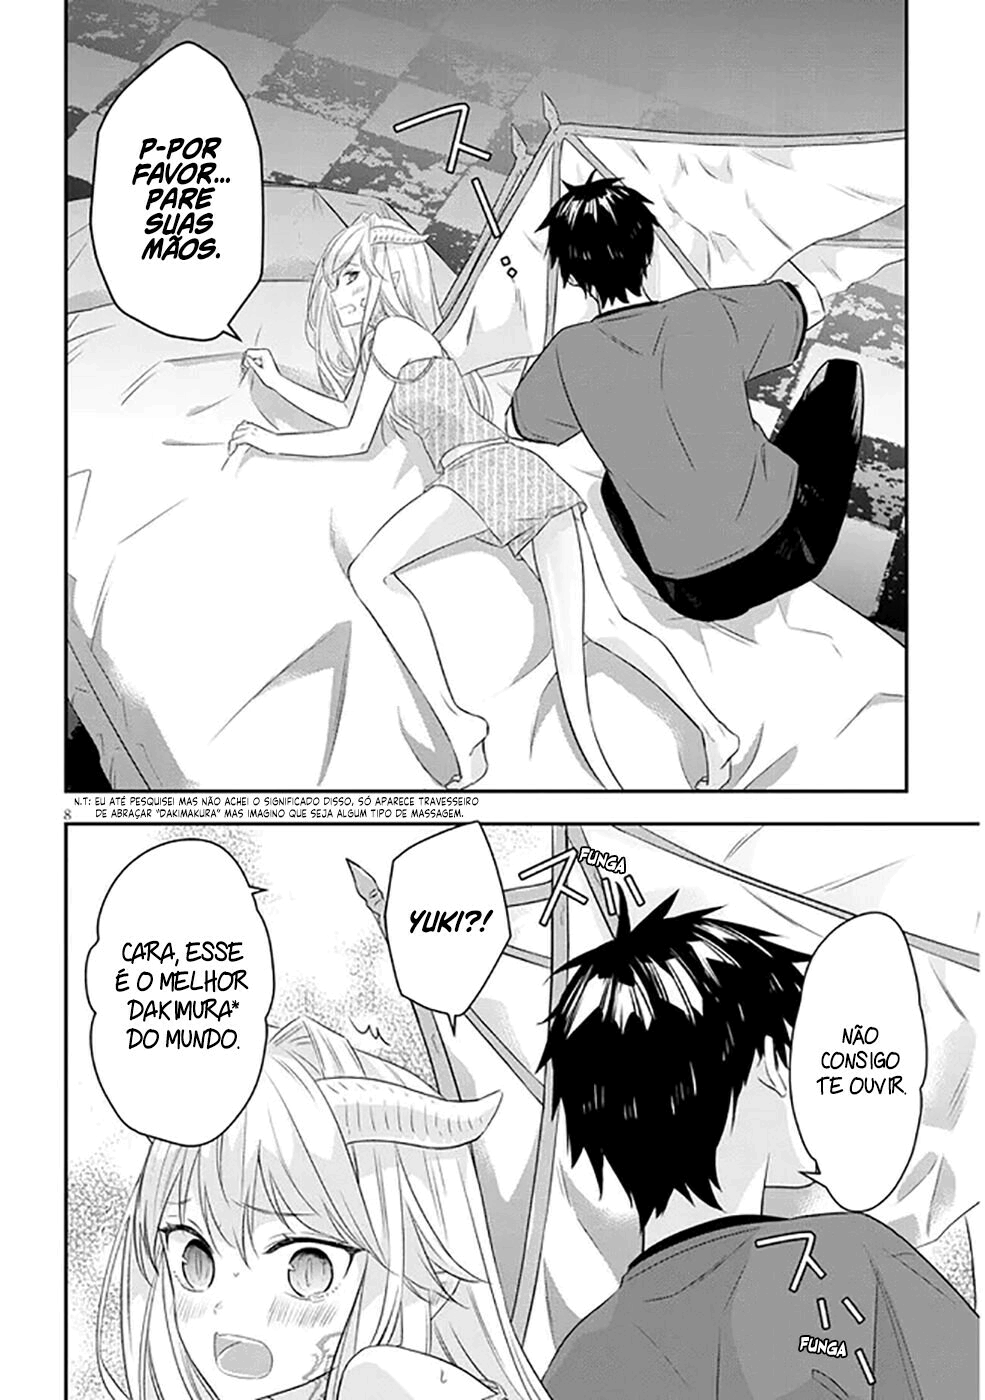 P-POR
FAVOR...
PARE
SUAS
MÃOS.
N.T: EU ATÉ PESQUISEI MAS NÃO ACHEI O SIGNIFICADO DISSO, SÓ APARECE TRAVESSEIRO
DE ABRAÇAR "DAKIMAKURA" MAS IMAGINO QUE SEJA ALGUM TIPO DE MASSAGEM.
8
FUNGA
ズ
YUKI?!
CARA, ESSE
É O MELHOR
DAKIMURA*
DO MUNDO.
NÃO
CONSIGO
TE OUVIR.
FUNGA